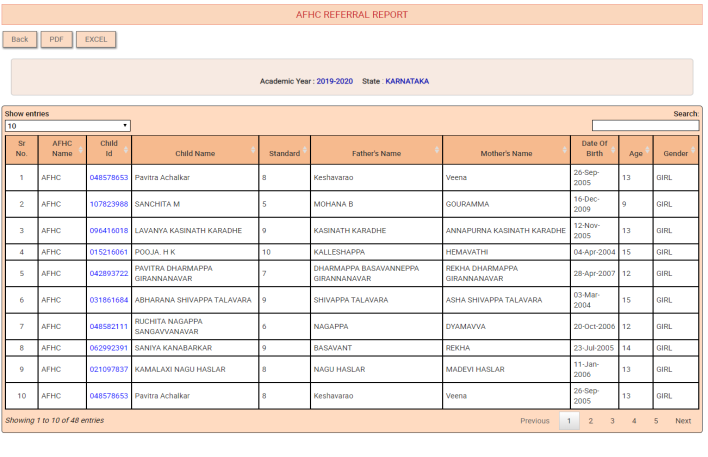 AFHC REFERRAL REPORT
Back PDF EXCEL
Academic Year : 2019-2020 State : KARNATAKA
Show entries Search:
10
Sr No. AFHC Name Child Id Child Name Standard Father's Name Mother's Name Date Of Birth Age Gender
1 AFHC 048578653 Pavitra Achalkar 8 Keshavarao Veena 26-Sep-2005 13 GIRL
2 AFHC 107823988 SANCHITA M 5 MOHANA B GOURAMMA 16-Dec-2009 9 GIRL
3 AFHC 096416018 LAVANYA KASINATH KARADHE 9 KASINATH KARADHE ANNAPURNA KASINATH KARADHE 12-Nov-2005 13 GIRL
4 AFHC 015216061 POOJA. H K 10 KALLESHAPPA HEMAVATHI 04-Apr-2004 15 GIRL
5 AFHC 042893722 PAVITRA DHARMAPPA GIRANNANAVAR 7 DHARMAPPA BASAVANNEPPA GIRANNANAVAR REKHA DHARMAPPA GIRANNANAVAR 28-Apr-2007 12 GIRL
6 AFHC 031861684 ABHARANA SHIVAPPA TALAVARA 9 SHIVAPPA TALAVARA ASHA SHIVAPPA TALAVARA 03-Mar-2004 15 GIRL
7 AFHC 048582111 RUCHITA NAGAPPA SANGAVVANAVAR 6 NAGAPPA DYAMAVVA 20-Oct-2006 12 GIRL
8 AFHC 062992391 SANIYA KANABARKAR 9 BASAVANT REKHA 23-Jul-2005 14 GIRL
9 AFHC 021097837 KAMALAXI NAGU HASLAR 8 NAGU HASLAR MADEVI HASLAR 11-Jan-2006 13 GIRL
10 AFHC 048578653 Pavitra Achalkar 8 Keshavarao Veena 26-Sep-2005 13 GIRL
Showing 1 to 10 of 48 entries Previous 1 2 3 4 5 Next